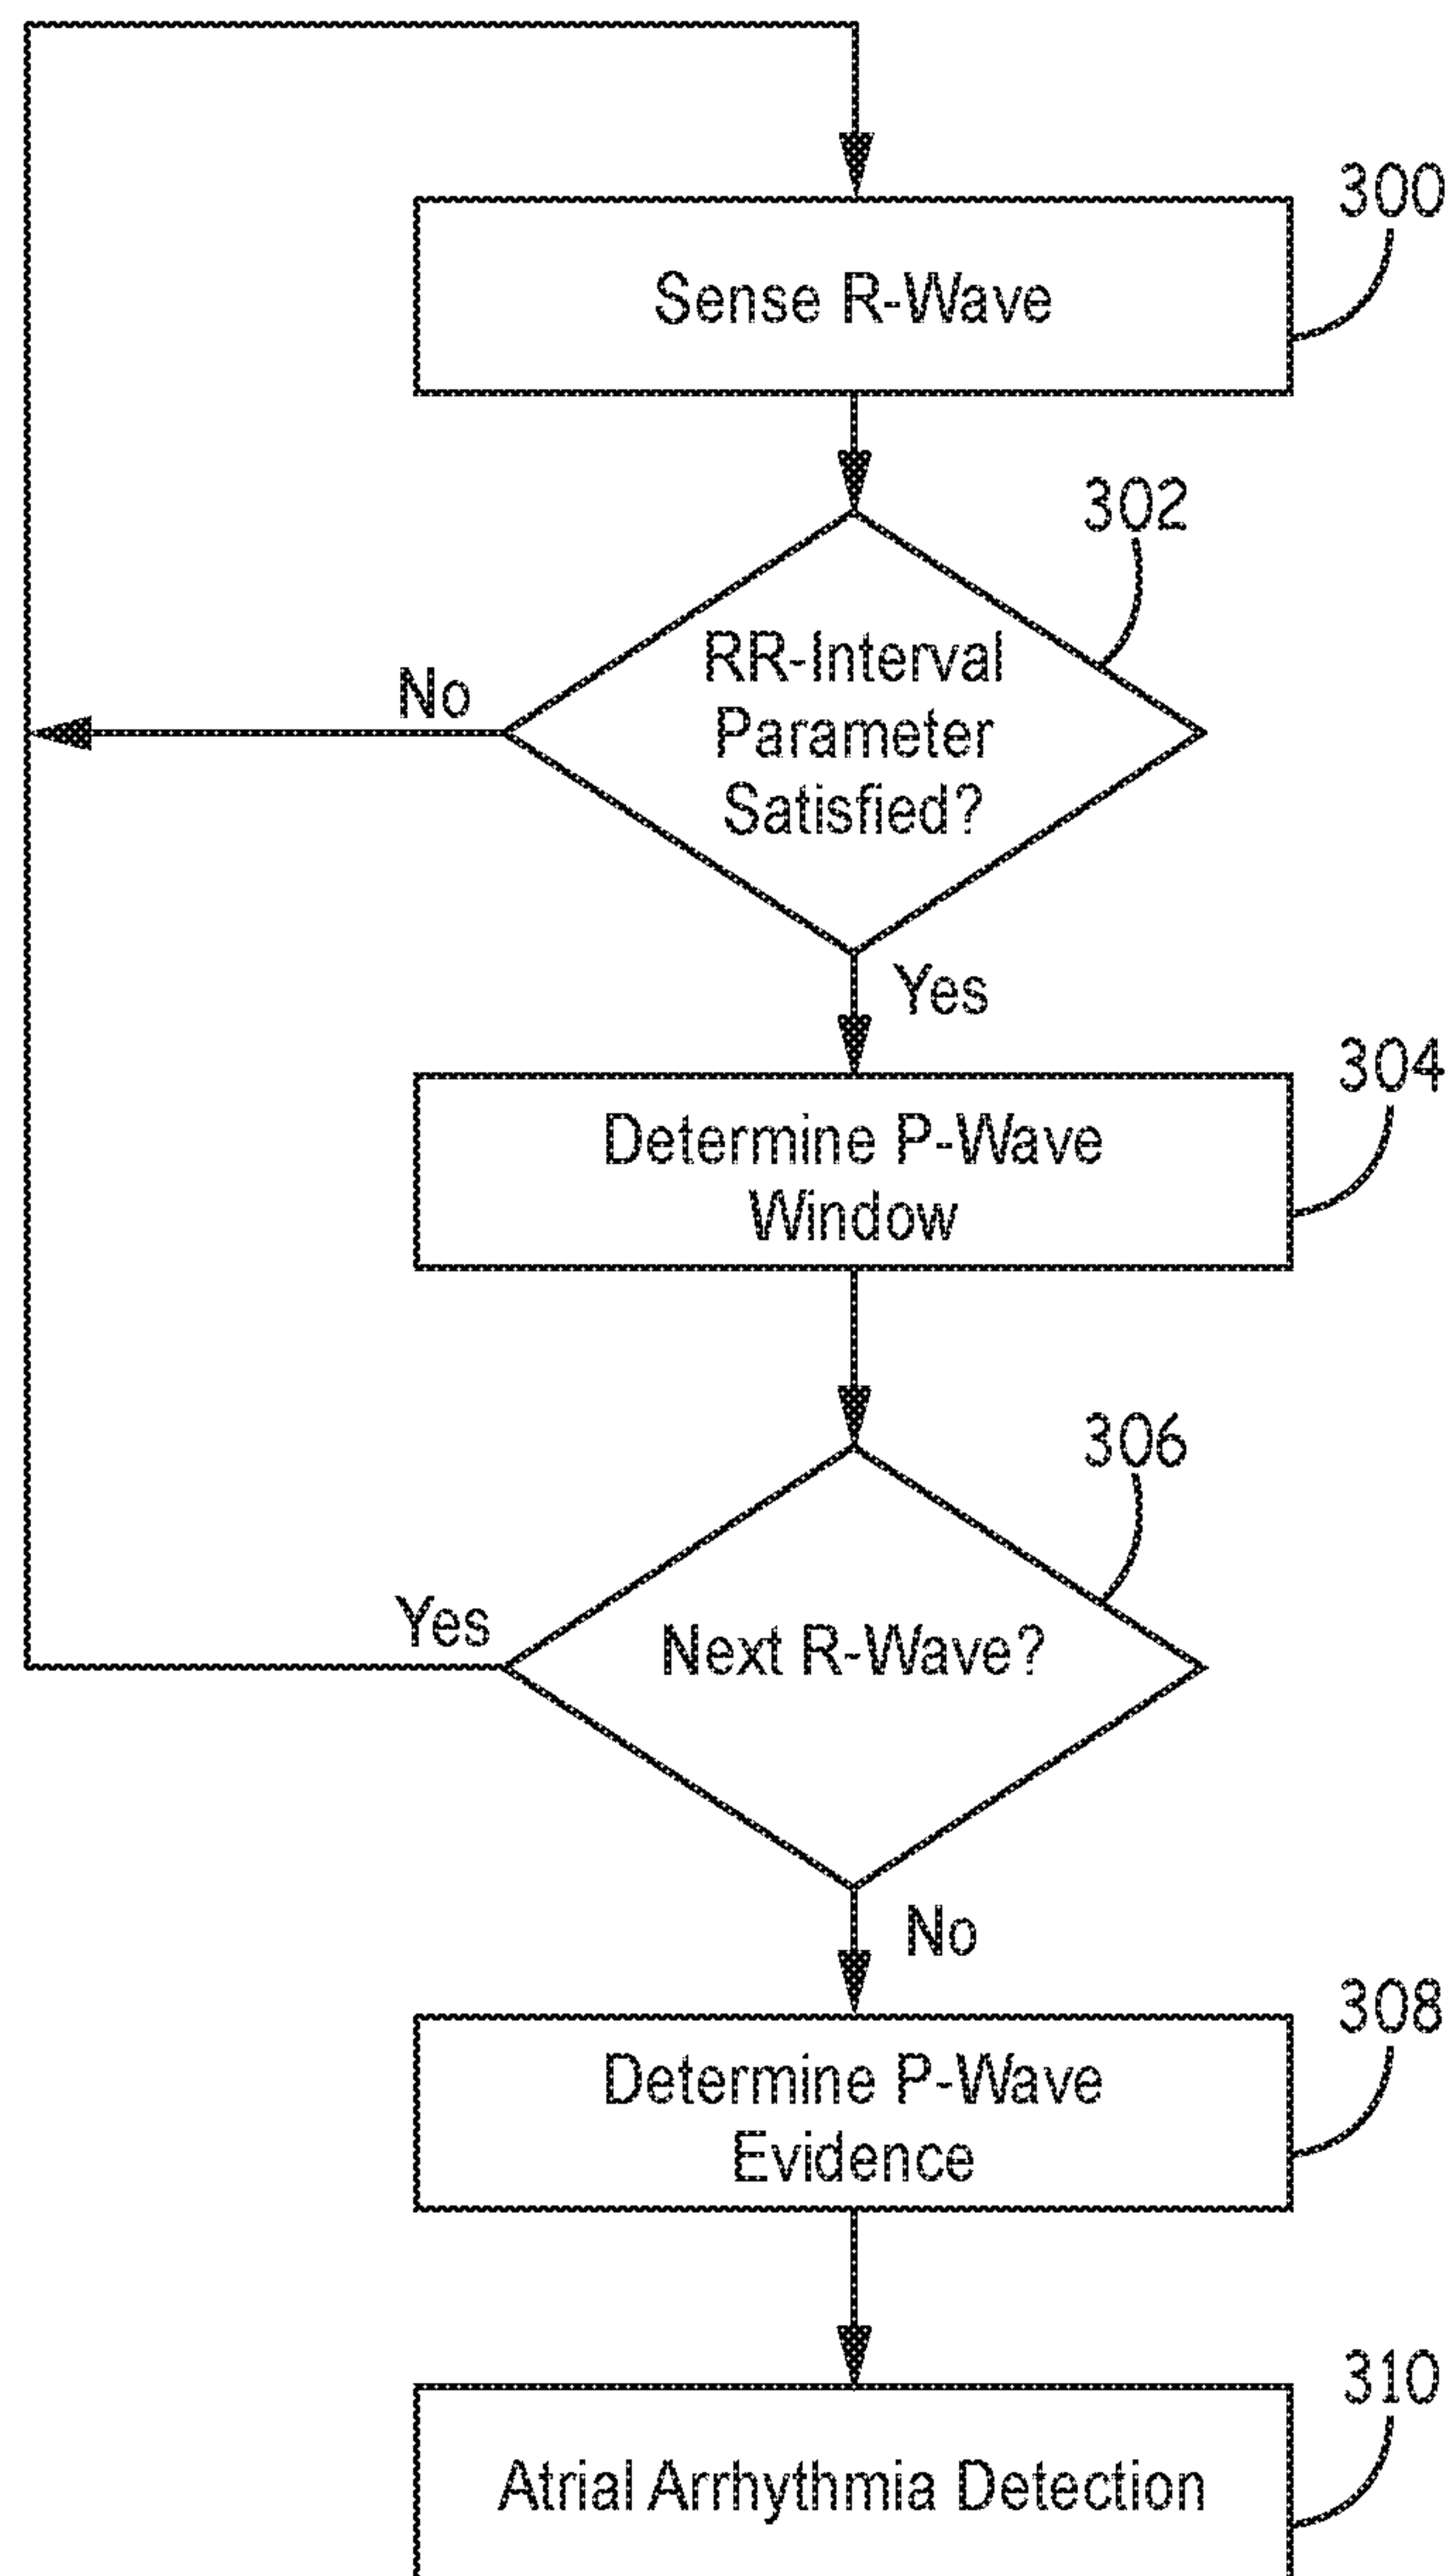 300
Sense R-Wave
302
RR-Interval
Parameter
Satisfied?
No
Yes
304
Determine P-Wave
Window
306
Next R-Wave?
Yes
No
308
Determine P-Wave
Evidence
310
Atrial Arrhythmia Detection